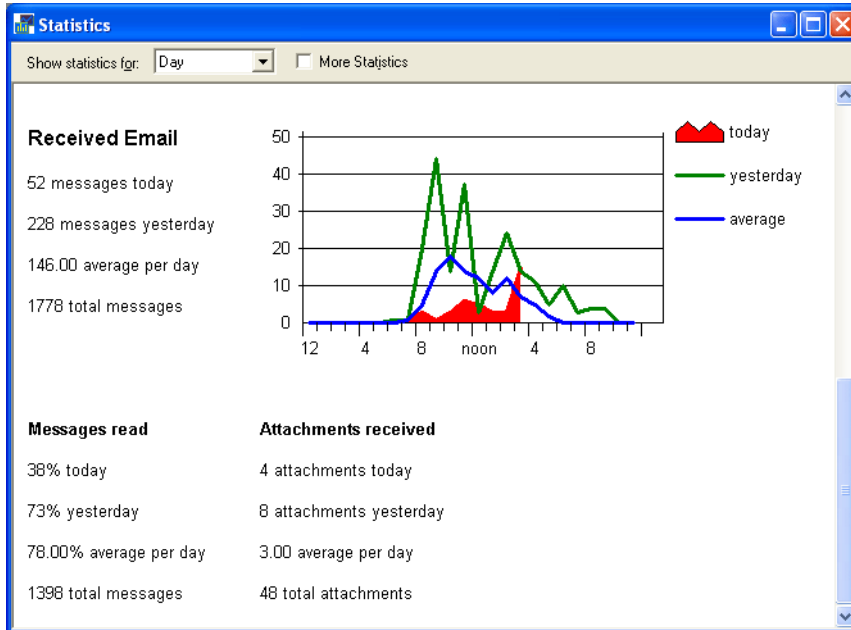 Statistics
Show statistics for: Day More Statistics
Received Email
52 messages today
228 messages yesterday
146.00 average per day
1778 total messages
50
40
30
20
10
0
12 4 8 noon 4 8
today
yesterday
average
Messages read
38% today
73% yesterday
78.00% average per day
1398 total messages
Attachments received
4 attachments today
8 attachments yesterday
3.00 average per day
48 total attachments